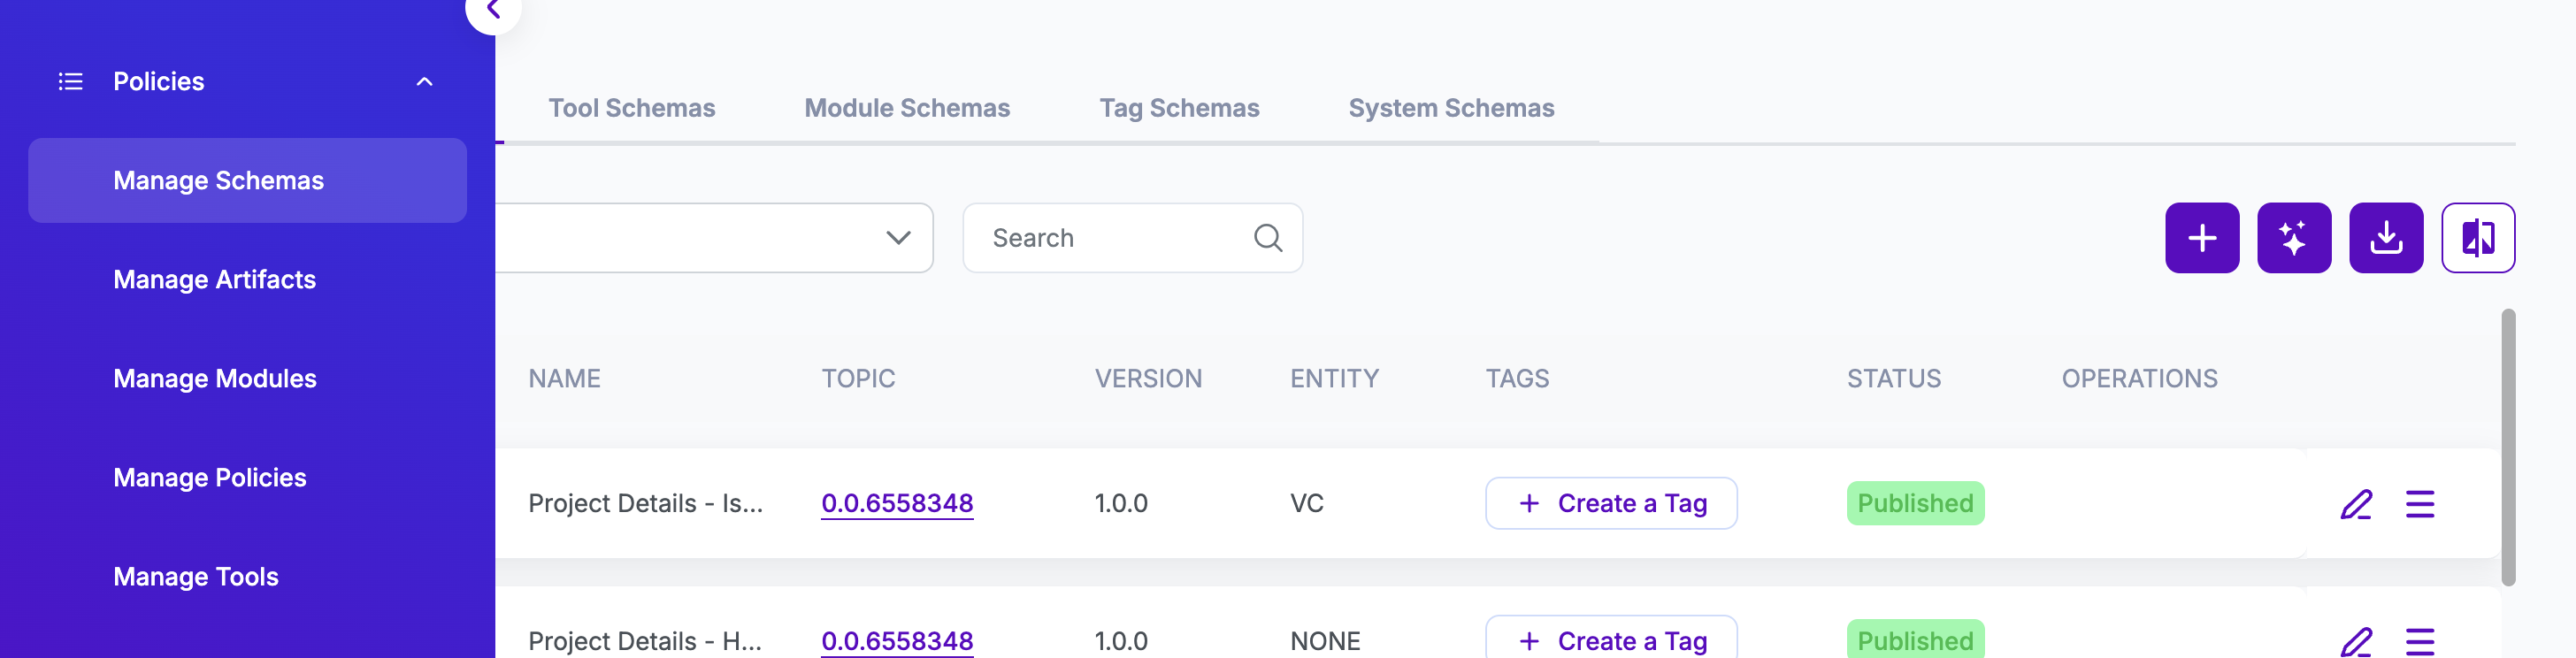 Policies
Manage Schemas
Manage Artifacts
Manage Modules
Manage Policies
Manage Tools
Tool Schemas Module Schemas Tag Schemas System Schemas
Search
NAME TOPIC VERSION ENTITY TAGS STATUS OPERATIONS
Project Details - Is... 0.0.6558348 1.0.0 VC + Create a Tag Published
Project Details - H... 0.0.6558348 1.0.0 NONE + Create a Tag Published